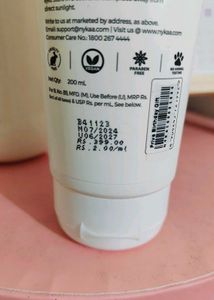 direct sunlight.
Write to us at marketed by address, as above.
Email support@nykaa.com | Visit us @ www.nykaa.com
Consumer Care No.: 1800 267 4444
VEGAN
PARABEN
FREE
Net Qty: 200 mL
For B. No. (B), MFD. (M), Use Before (U), MRP Rs.
(incl of all taxes) & USP Rs. per mL, See below.
B41123
M07/2024
U06/2027
RS.399.00
RS.2.00/ml